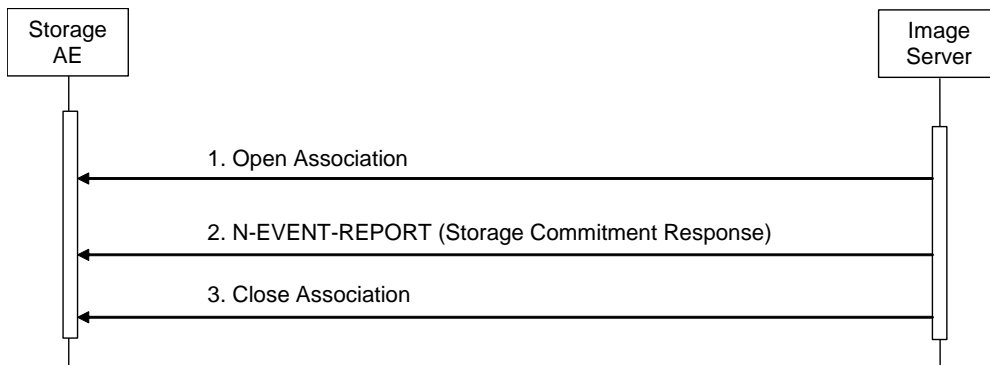 Storage
AE
Image
Server
1. Open Association
2. N-EVENT-REPORT (Storage Commitment Response)
3. Close Association